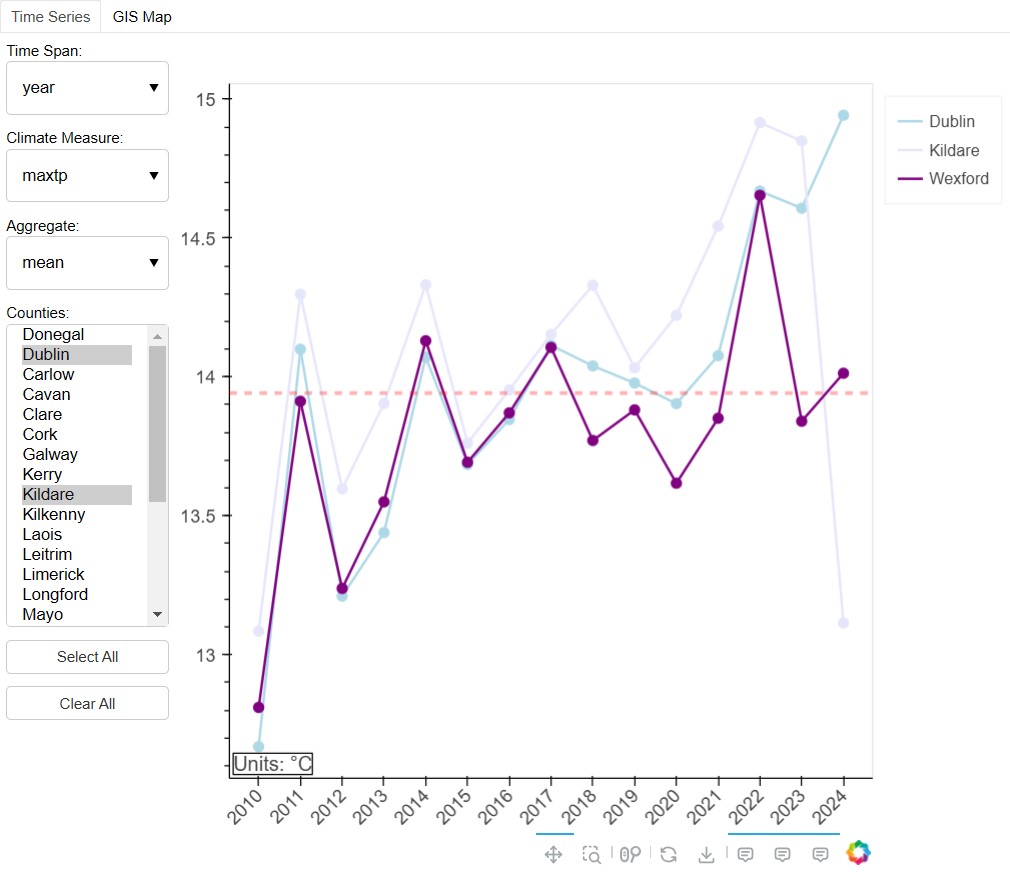 Time Series GIS Map
Time Span:
year
Climate Measure:
maxtp
Aggregate:
mean
Counties:
Donegal
Dublin
Carlow
Cavan
Clare
Cork
Galway
Kerry
Kildare
Kilkenny
Laois
Leitrim
Limerick
Longford
Mayo
Select All
Clear All
15
14.5
14
13.5
13
Units: °C
2010 2011 2012 2013 2014 2015 2016 2017 2018 2019 2020 2021 2022 2023 2024
Dublin
Kildare
Wexford